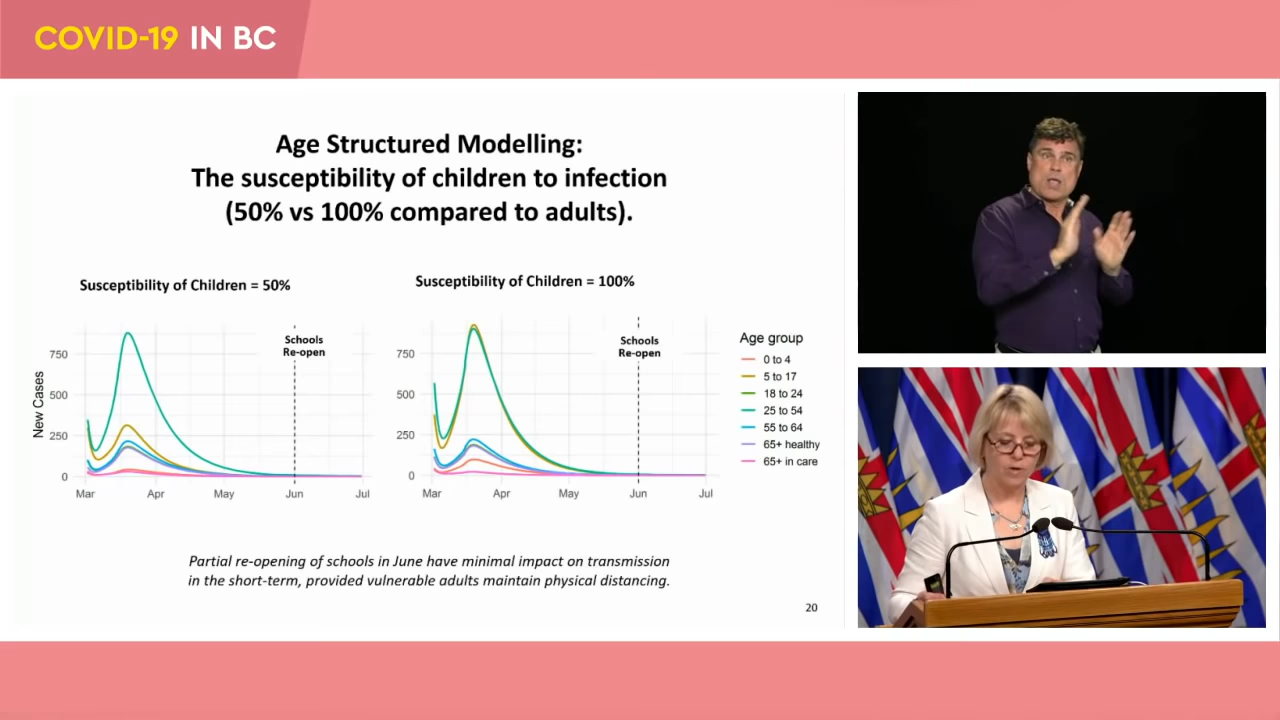 COVID-19 IN BC
Age Structured Modelling:
The susceptibility of children to infection
(50% vs 100% compared to adults).
Susceptibility of Children = 50%
Susceptibility of Children = 100%
New Cases
750
500
250
0
Schools
Re-open
Mar Apr May Jun Jul
750
500
250
0
Schools
Re-open
Mar Apr May Jun Jul
Age group
0 to 4
5 to 17
18 to 24
25 to 54
55 to 64
65+ healthy
65+ in care
Partial re-opening of schools in June have minimal impact on transmission
in the short-term, provided vulnerable adults maintain physical distancing.
20